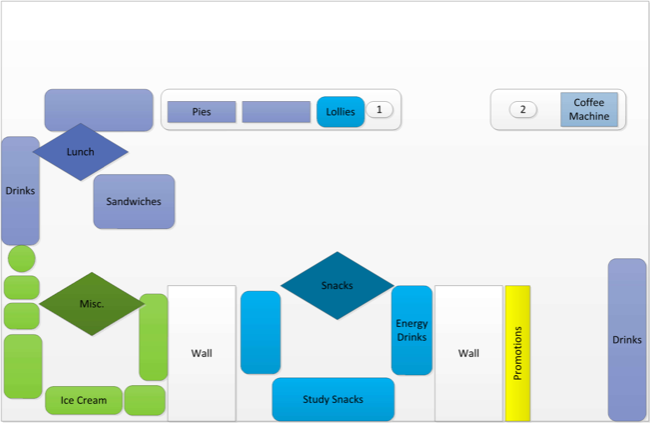 Pies
Lollies
1
2
Coffee
Machine
Lunch
Drinks
Sandwiches
Misc.
Snacks
Wall
Energy
Drinks
Wall
Promotions
Drinks
Ice Cream
Study Snacks